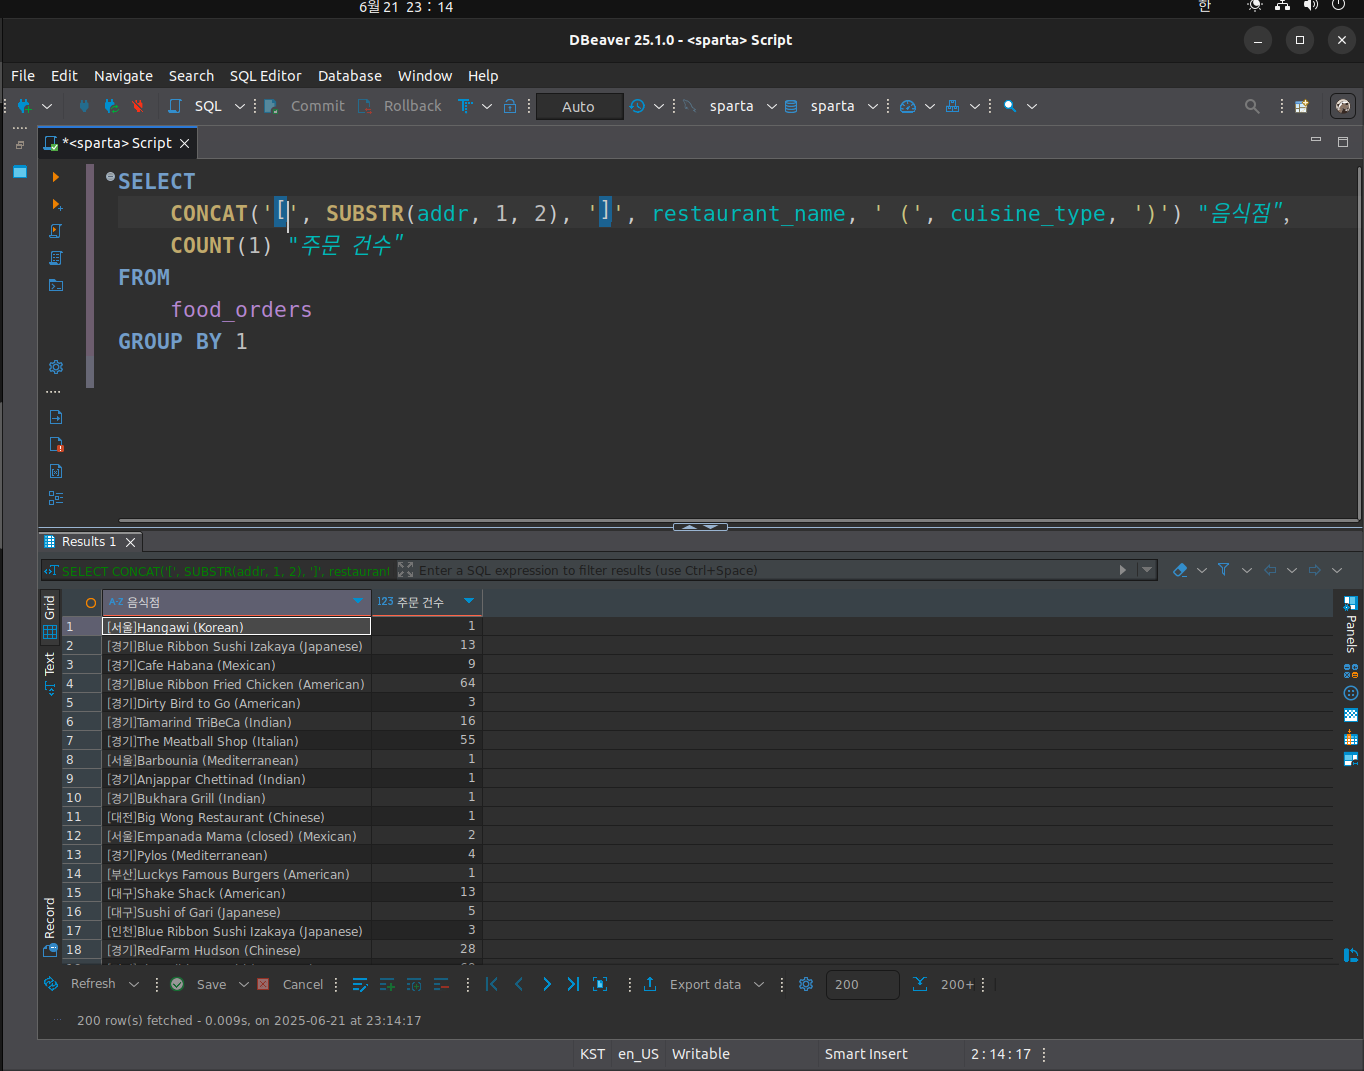 6월 21 23 : 14
한
DBeaver 25.1.0 - <sparta> Script
File Edit Navigate Search SQL Editor Database Window Help
SQL Commit Rollback Auto sparta sparta
*<sparta> Script
SELECT
CONCAT('[', SUBSTR(addr, 1, 2), ']', restaurant_name, ' (', cuisine_type, ')') "음식점",
COUNT(1) "주문 건수"
FROM
food_orders
GROUP BY 1
Results 1
SELECT CONCAT('[', SUBSTR(addr, 1, 2), ']', restaurant Enter a SQL expression to filter results (use Ctrl+Space)
Grid
Text
Record
Panels
A-Z 음식점 123 주문 건수
1 [서울]Hangawi (Korean) 1
2 [경기]Blue Ribbon Sushi Izakaya (Japanese) 13
3 [경기]Cafe Habana (Mexican) 9
4 [경기]Blue Ribbon Fried Chicken (American) 64
5 [경기]Dirty Bird to Go (American) 3
6 [경기]Tamarind TriBeCa (Indian) 16
7 [경기]The Meatball Shop (Italian) 55
8 [서울]Barbounia (Mediterranean) 1
9 [경기]Anjappar Chettinad (Indian) 1
10 [경기]Bukhara Grill (Indian) 1
11 [대전]Big Wong Restaurant (Chinese) 1
12 [서울]Empanada Mama (closed) (Mexican) 2
13 [경기]Pylos (Mediterranean) 4
14 [부산]Luckys Famous Burgers (American) 1
15 [대구]Shake Shack (American) 13
16 [대구]Sushi of Gari (Japanese) 5
17 [인천]Blue Ribbon Sushi Izakaya (Japanese) 3
18 [경기]RedFarm Hudson (Chinese) 28
Refresh Save Cancel Export data 200 200+
200 row(s) fetched - 0.009s, on 2025-06-21 at 23:14:17
KST en_US Writable Smart Insert 2 : 14 : 17